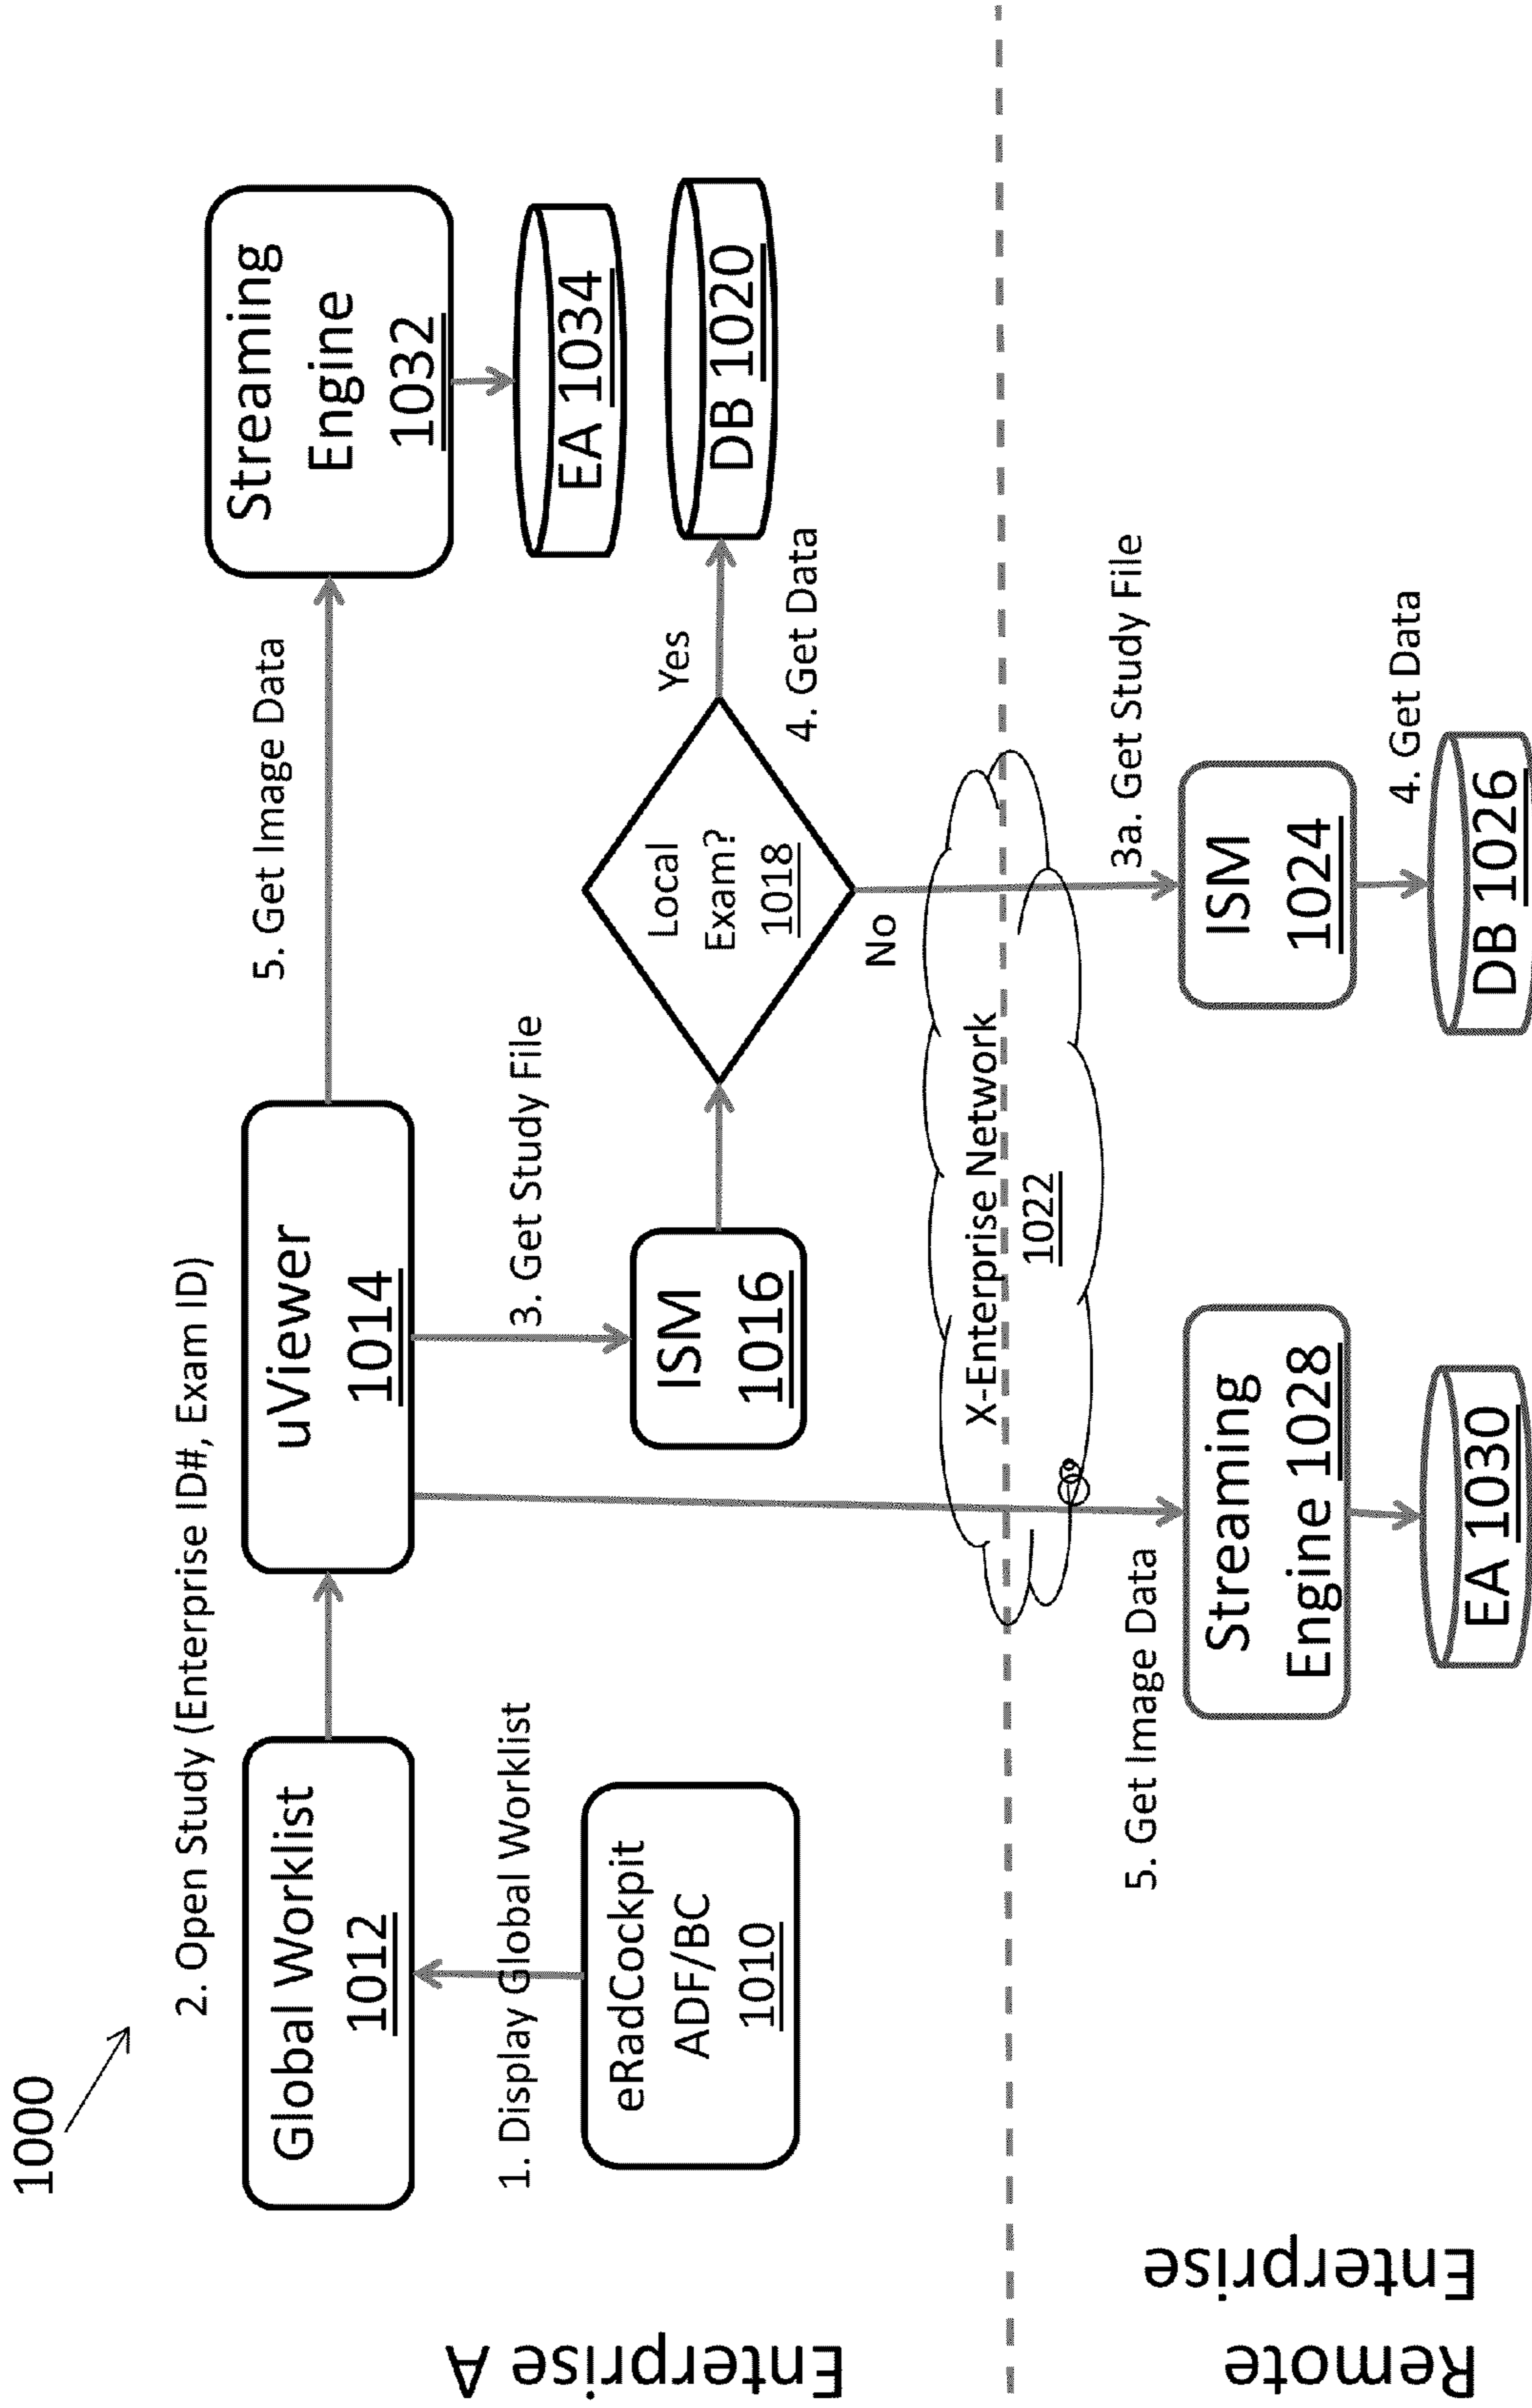 1000
2. Open Study (Enterprise ID#, Exam ID)
Global Worklist
1012
uViewer
1014
5. Get Image Data
Streaming
Engine
1032
EA 1034
1. Display Global Worklist
eRadCockpit
ADF/BC
1010
3. Get Study File
ISM
1016
Local
Exam?
1018
Yes
4. Get Data
DB 1020
No
Enterprise A
X-Enterprise Network
1022
Remote
Enterprise
5. Get Image Data
Streaming
Engine 1028
EA 1030
3a. Get Study File
ISM
1024
4. Get Data
DB 1026